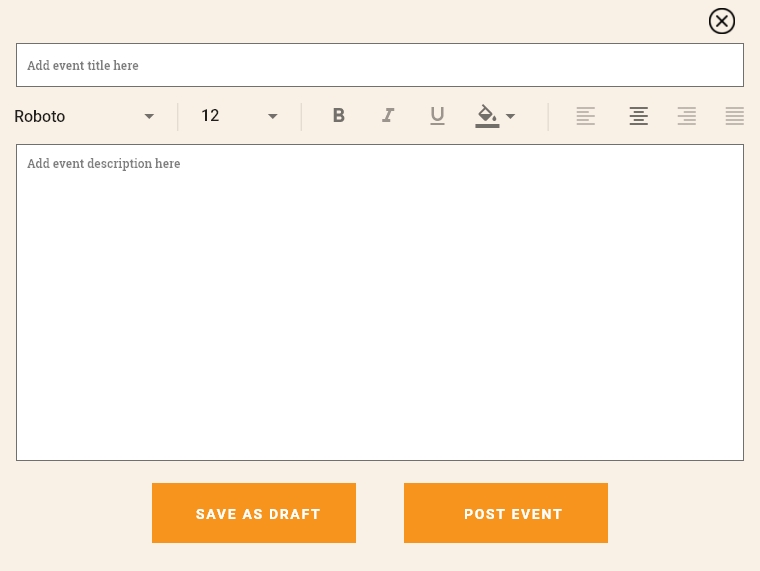 Add event title here
Roboto 12 B I U
Add event description here
SAVE AS DRAFT POST EVENT